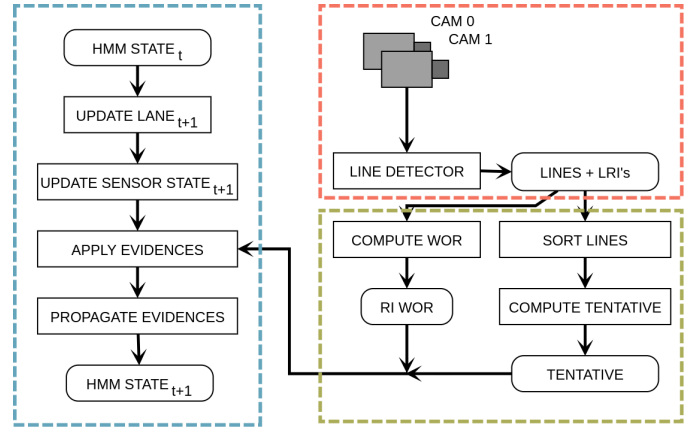 HMM STATE t
UPDATE LANE t+1
UPDATE SENSOR STATE t+1
APPLY EVIDENCES
PROPAGATE EVIDENCES
HMM STATE t+1
CAM 0
CAM 1
LINE DETECTOR
LINES + LRI's
COMPUTE WOR
SORT LINES
RI WOR
COMPUTE TENTATIVE
TENTATIVE